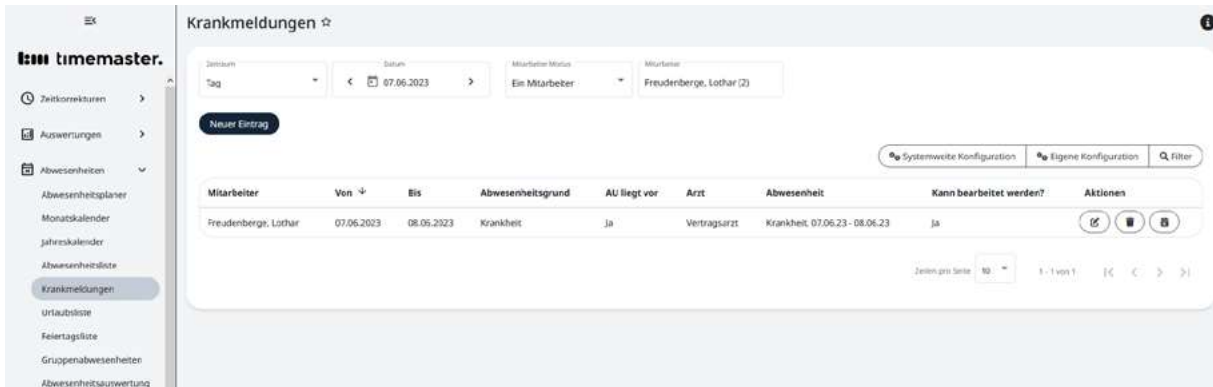 Krankmeldungen
timemaster.
Zeitkorrekturen
Auswertungen
Abwesenheiten
Abwesenheitsplaner
Monatskalender
Jahreskalender
Abwesenheitsliste
Krankmeldungen
Urlaubsliste
Feiertagsliste
Gruppenabwesenheiten
Abwesenheitsauswertung
Zeitraum Datum Mitarbeiter Modus Mitarbeiter
Tag 07.06.2023 Ein Mitarbeiter Freudenberge, Lothar (2)
Neuer Eintrag
Systemweite Konfiguration Eigene Konfiguration Filter
Mitarbeiter Von Bis Abwesenheitsgrund AU liegt vor Arzt Abwesenheit Kann bearbeitet werden? Aktionen
Freudenberge, Lothar 07.06.2023 08.06.2023 Krankheit Ja Vertragsarzt Krankheit, 07.06.23 - 08.06.23 Ja
Zeilen pro Seite 10 1 - 1 von 1